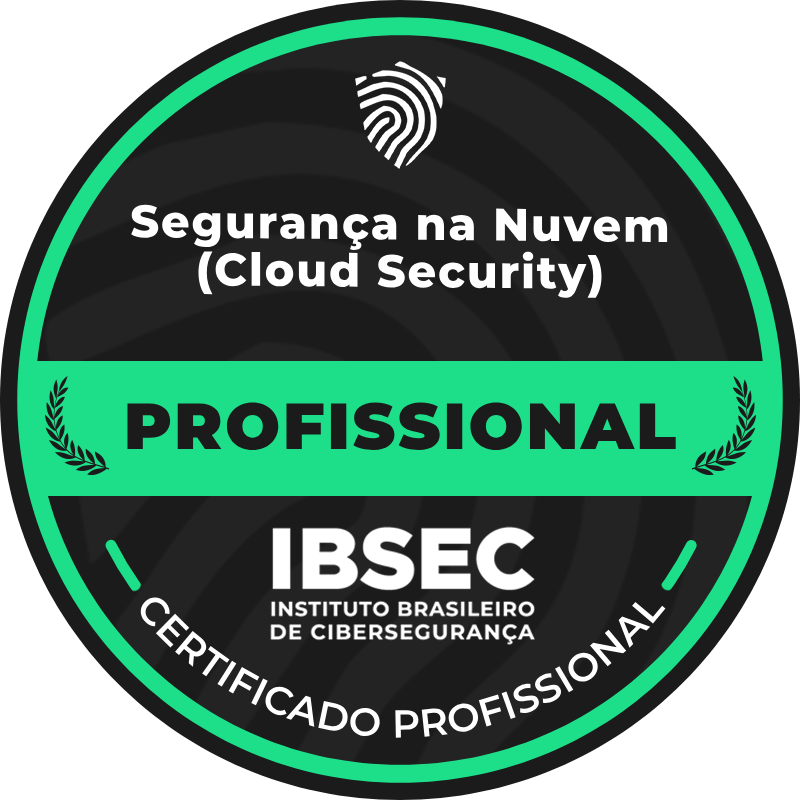 Segurança na Nuvem
(Cloud Security)
PROFISSIONAL
IBSEC
INSTITUTO BRASILEIRO
DE CIBERSEGURANÇA
CERTIFICADO PROFISSIONAL